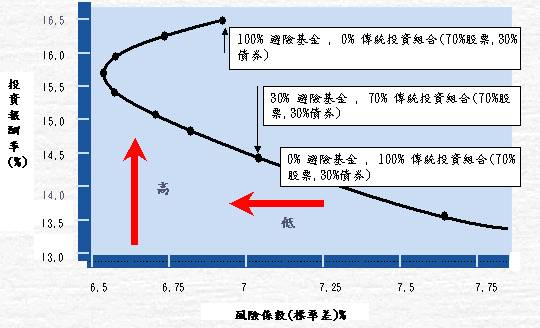 16,5
16.0
15.5
15.0
14.5
14.0
13.5
13.0
投資報酬率(%)
100% 避險基金 , 0% 傳統投資組合(70%股票,30%
債券)
30% 避險基金 , 70% 傳統投資組合(70%股
票,30%債券)
0% 避險基金 , 100% 傳統投資組合(70%
股票,30%債券)
高
低
6,5
6,75
7
7,25
7,5
7,75
風險係數(標準差)%